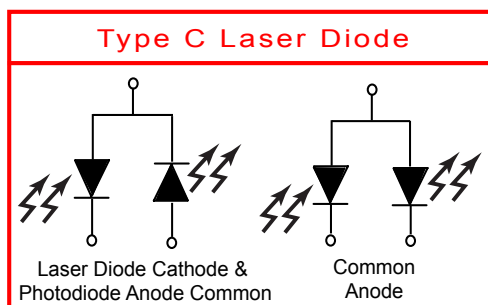 Type C Laser Diode
Laser Diode Cathode &
Photodiode Anode Common
Common
Anode